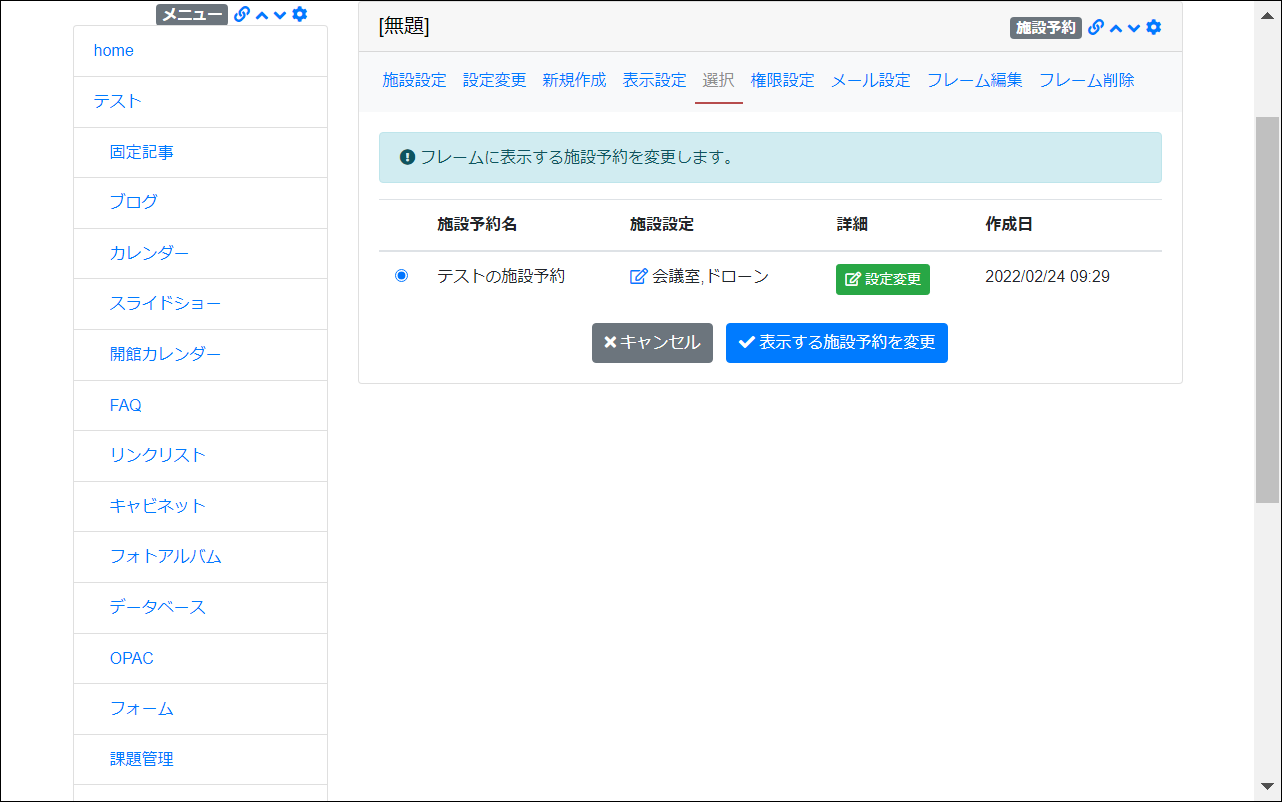 メニュー
home
テスト
固定記事
ブログ
カレンダー
スライドショー
開館カレンダー
FAQ
リンクリスト
キャビネット
フォトアルバム
データベース
OPAC
フォーム
課題管理
[無題] 施設予約
施設設定 設定変更 新規作成 表示設定 選択 権限設定 メール設定 フレーム編集 フレーム削除
フレームに表示する施設予約を変更します。
施設予約名 施設設定 詳細 作成日
テストの施設予約 会議室,ドローン 設定変更 2022/02/24 09:29
キャンセル 表示する施設予約を変更